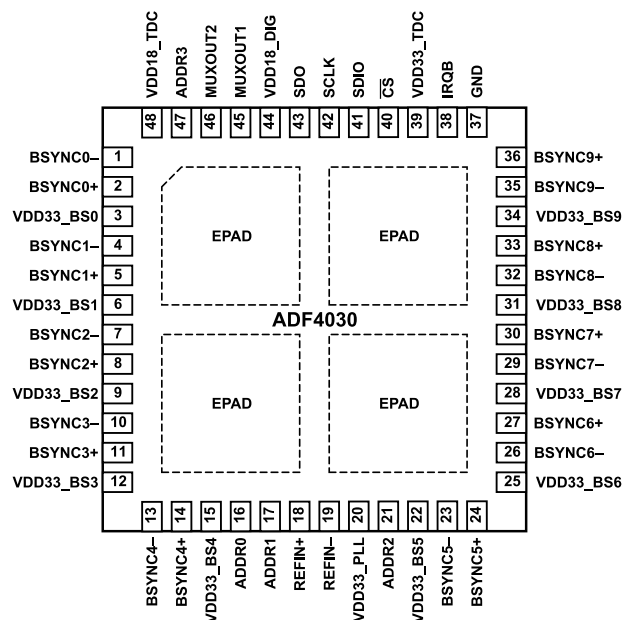 VDD18_TDC
ADDR3
MUXOUT2
MUXOUT1
VDD18_DIG
SDO
SCLK
SDIO
CS
VDD33_TDC
IRQB
GND
48 47 46 45 44 43 42 41 40 39 38 37
BSYNC0– 1
BSYNC0+ 2
VDD33_BS0 3
BSYNC1– 4
BSYNC1+ 5
VDD33_BS1 6
BSYNC2– 7
BSYNC2+ 8
VDD33_BS2 9
BSYNC3– 10
BSYNC3+ 11
VDD33_BS3 12
EPAD
EPAD
ADF4030
EPAD
EPAD
36 BSYNC9+
35 BSYNC9–
34 VDD33_BS9
33 BSYNC8+
32 BSYNC8–
31 VDD33_BS8
30 BSYNC7+
29 BSYNC7–
28 VDD33_BS7
27 BSYNC6+
26 BSYNC6–
25 VDD33_BS6
13 14 15 16 17 18 19 20 21 22 23 24
BSYNC4–
BSYNC4+
VDD33_BS4
ADDR0
ADDR1
REFIN+
REFIN–
VDD33_PLL
ADDR2
VDD33_BS5
BSYNC5–
BSYNC5+